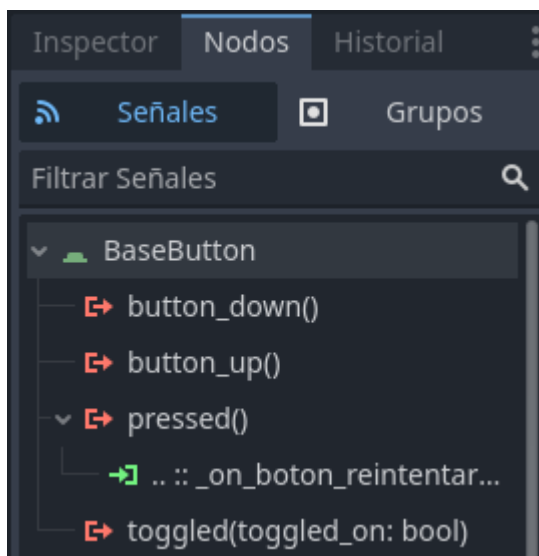 Inspector Nodos Historial
Señales Grupos
Filtrar Señales
BaseButton
button_down()
button_up()
pressed()
.. :: _on_boton_reintentar...
toggled(toggled_on: bool)